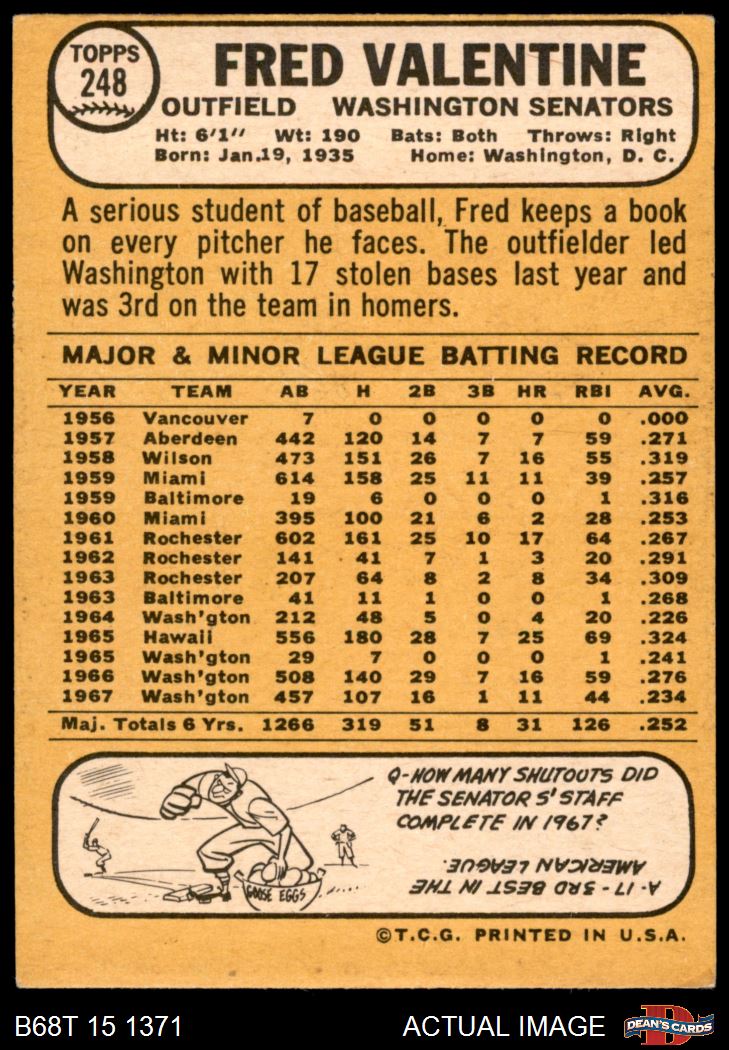 TOPPS
248
FRED VALENTINE
OUTFIELD WASHINGTON SENATORS
Ht: 6'1" Wt: 190 Bats: Both Throws: Right
Born: Jan.19, 1935 Home: Washington, D. C.
A serious student of baseball, Fred keeps a book
on every pitcher he faces. The outfielder led
Washington with 17 stolen bases last year and
was 3rd on the team in homers.
MAJOR & MINOR LEAGUE BATTING RECORD
YEAR TEAM AB H 2B 3B HR RBI AVG.
1956 Vancouver 7 0 0 0 0 0 .000
1957 Aberdeen 442 120 14 7 7 59 .271
1958 Wilson 473 151 26 7 16 55 .319
1959 Miami 614 158 25 11 11 39 .257
1959 Baltimore 19 6 0 0 0 1 .316
1960 Miami 395 100 21 6 2 28 .253
1961 Rochester 602 161 25 10 17 64 .267
1962 Rochester 141 41 7 1 3 20 .291
1963 Rochester 207 64 8 2 8 34 .309
1963 Baltimore 41 11 1 0 0 1 .268
1964 Wash'gton 212 48 5 0 4 20 .226
1965 Hawaii 556 180 28 7 25 69 .324
1965 Wash'gton 29 7 0 0 0 1 .241
1966 Wash'gton 508 140 29 7 16 59 .276
1967 Wash'gton 457 107 16 1 11 44 .234
Maj. Totals 6 Yrs. 1266 319 51 8 31 126 .252
Q-HOW MANY SHUTOUTS DID
THE SENATORS' STAFF
COMPLETE IN 1967?
A-17-3RD BEST IN THE
AMERICAN LEAGUE.
GOOSE EGGS
©T.C.G. PRINTED IN U.S.A.
B68T 15 1371 ACTUAL IMAGE
D
DEAN'S CARDS